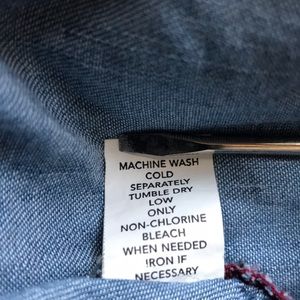 MACHINE WASH
COLD
SEPARATELY
TUMBLE DRY
LOW
ONLY
NON-CHLORINE
BLEACH
WHEN NEEDED
IRON IF
NECESSARY